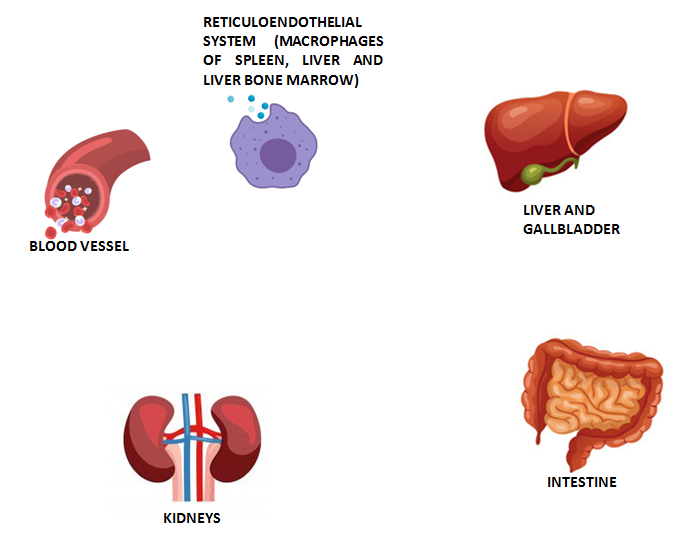 RETICULOENDOTHELIAL
SYSTEM (MACROPHAGES
OF SPLEEN, LIVER AND
LIVER BONE MARROW)
BLOOD VESSEL
LIVER AND
GALLBLADDER
INTESTINE
KIDNEYS